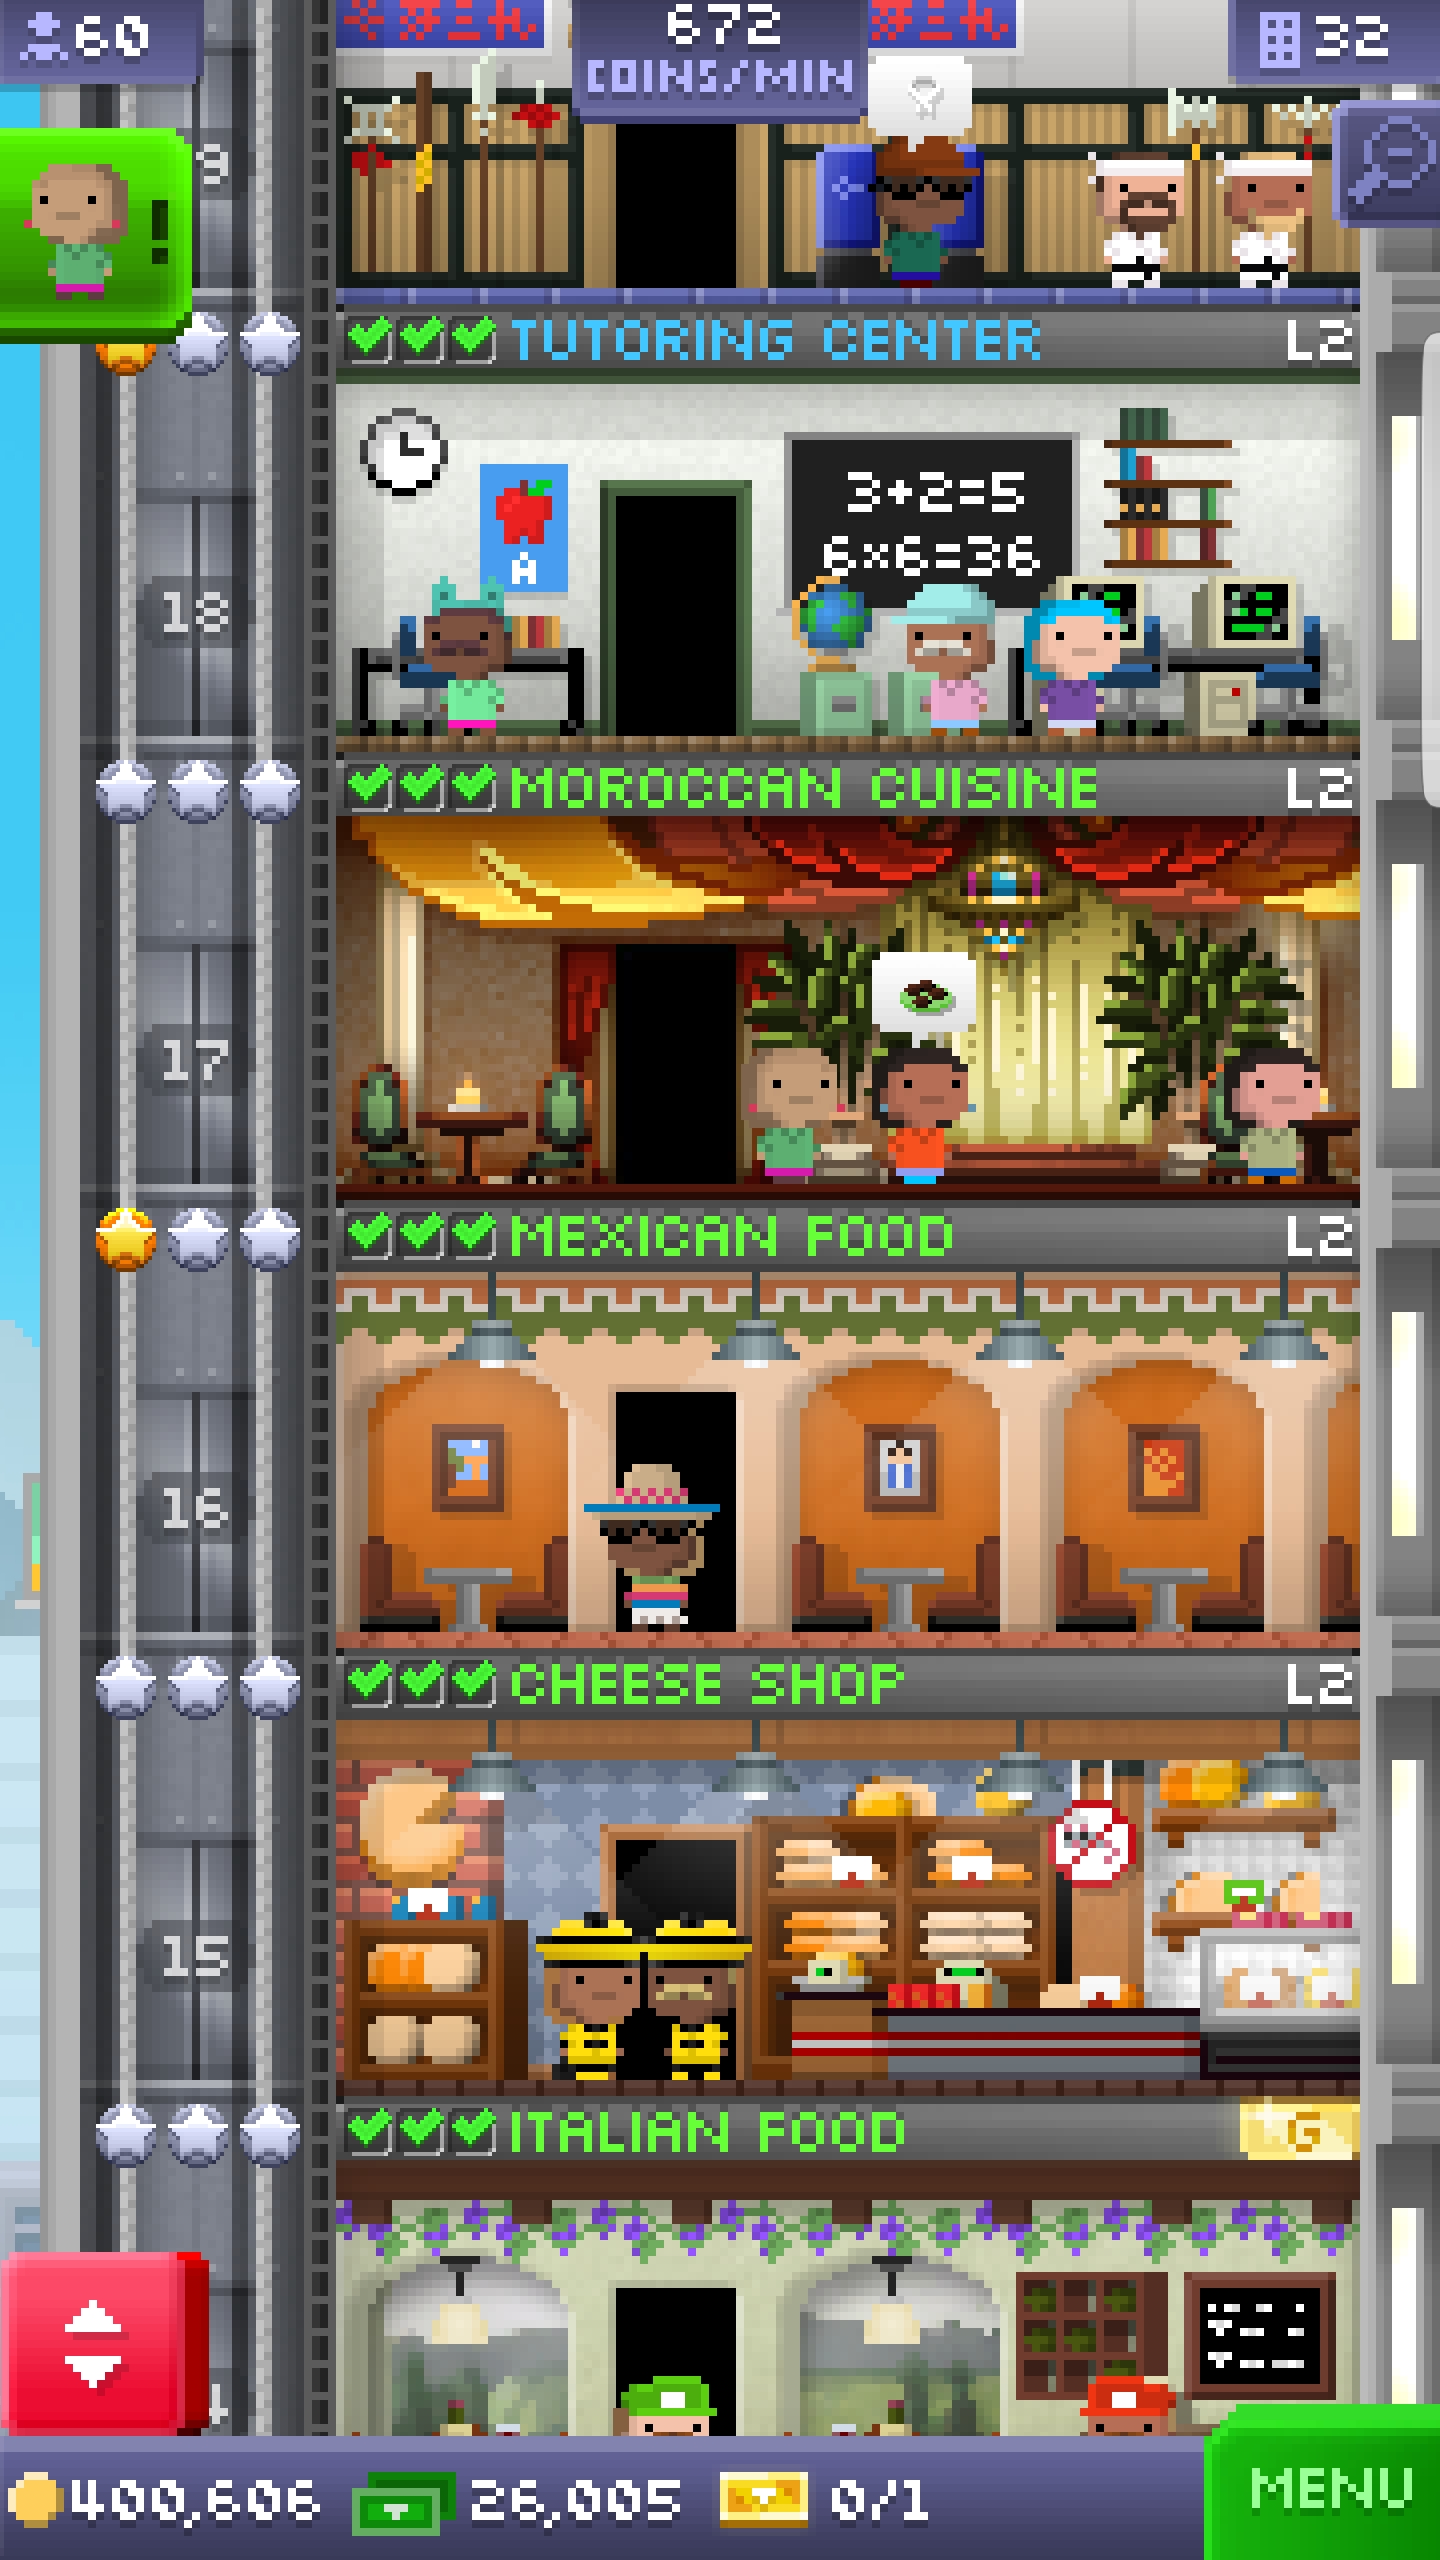 60
672
COINS/MIN
32
9
!
TUTORING CENTER
L2
3+2=5
6×6=36
A
18
MOROCCAN CUISINE
L2
17
MEXICAN FOOD
L2
16
CHEESE SHOP
L2
15
ITALIAN FOOD
G
400,606
26,005
0/1
MENU